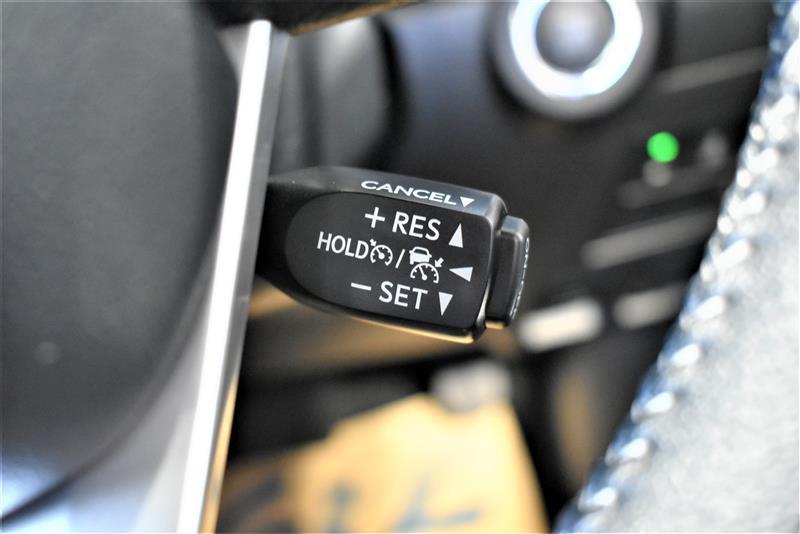 CANCEL▼
+ RES ▲
HOLD / ◀
− SET ▼